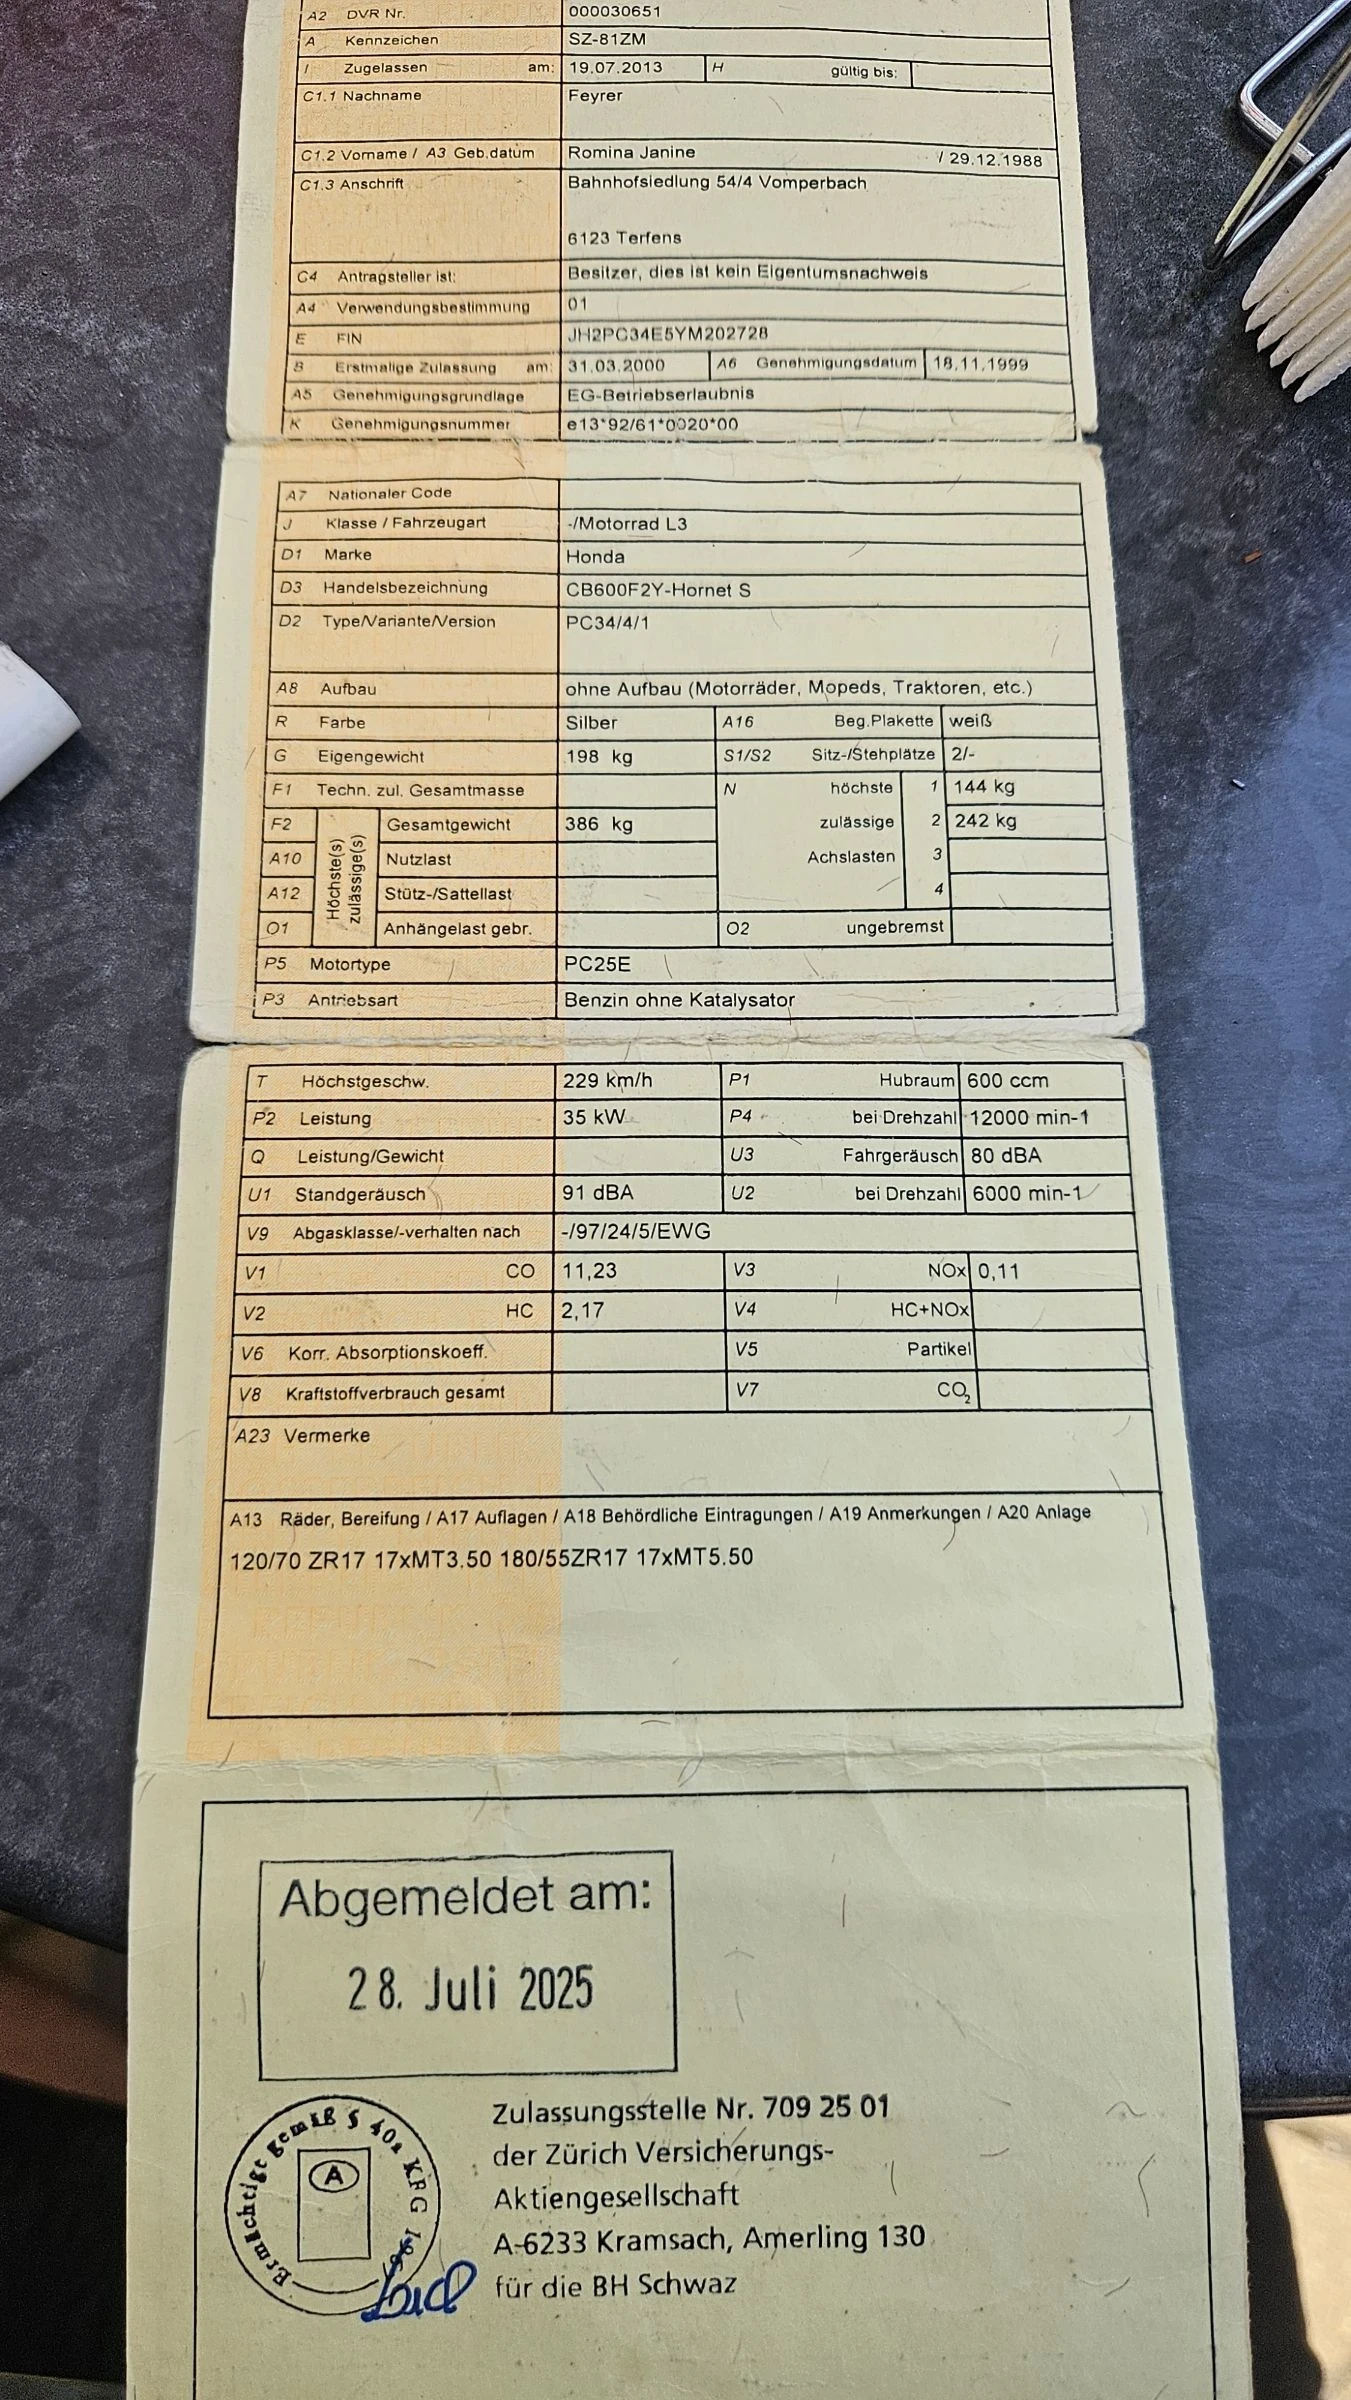 A2 DVR Nr. 000030651
A Kennzeichen SZ-81ZM
I Zugelassen am: 19.07.2013 H gültig bis:
C1.1 Nachname Feyrer
C1.2 Vorname / A3 Geb.datum Romina Janine / 29.12.1988
C1.3 Anschrift Bahnhofsiedlung 54/4 Vomperbach
6123 Terfens
C4 Antragsteller ist: Besitzer, dies ist kein Eigentumsnachweis
A4 Verwendungsbestimmung 01
E FIN JH2PC34E5YM202728
B Erstmalige Zulassung am: 31.03.2000 A6 Genehmigungsdatum 18.11.1999
A5 Genehmigungsgrundlage EG-Betriebserlaubnis
K Genehmigungsnummer e13*92/61*0020*00
A7 Nationaler Code
J Klasse / Fahrzeugart -/Motorrad L3
D1 Marke Honda
D3 Handelsbezeichnung CB600F2Y-Hornet S
D2 Type/Variante/Version PC34/4/1
A8 Aufbau ohne Aufbau (Motorräder, Mopeds, Traktoren, etc.)
R Farbe Silber A16 Beg.Plakette weiß
G Eigengewicht 198 kg S1/S2 Sitz-/Stehplätze 2/-
F1 Techn. zul. Gesamtmasse N höchste 1 144 kg
F2 Höchste(s) zulässige(s) Gesamtgewicht 386 kg zulässige 2 242 kg
A10 Nutzlast Achslasten 3
A12 Stütz-/Sattellast 4
O1 Anhängelast gebr. O2 ungebremst
P5 Motortype PC25E
P3 Antriebsart Benzin ohne Katalysator
T Höchstgeschw. 229 km/h P1 Hubraum 600 ccm
P2 Leistung 35 kW P4 bei Drehzahl 12000 min-1
Q Leistung/Gewicht U3 Fahrgeräusch 80 dBA
U1 Standgeräusch 91 dBA U2 bei Drehzahl 6000 min-1
V9 Abgasklasse/-verhalten nach -/97/24/5/EWG
V1 CO 11,23 V3 NOx 0,11
V2 HC 2,17 V4 HC+NOx
V6 Korr. Absorptionskoeff. V5 Partikel
V8 Kraftstoffverbrauch gesamt V7 CO₂
A23 Vermerke
A13 Räder, Bereifung / A17 Auflagen / A18 Behördliche Eintragungen / A19 Anmerkungen / A20 Anlage
120/70 ZR17 17xMT3.50 180/55ZR17 17xMT5.50
Abgemeldet am:
28. Juli 2025
Ermächtigt gemäß § 40a KFG
A
Zulassungsstelle Nr. 709 25 01
der Zürich Versicherungs-
Aktiengesellschaft
A-6233 Kramsach, Amerling 130
für die BH Schwaz